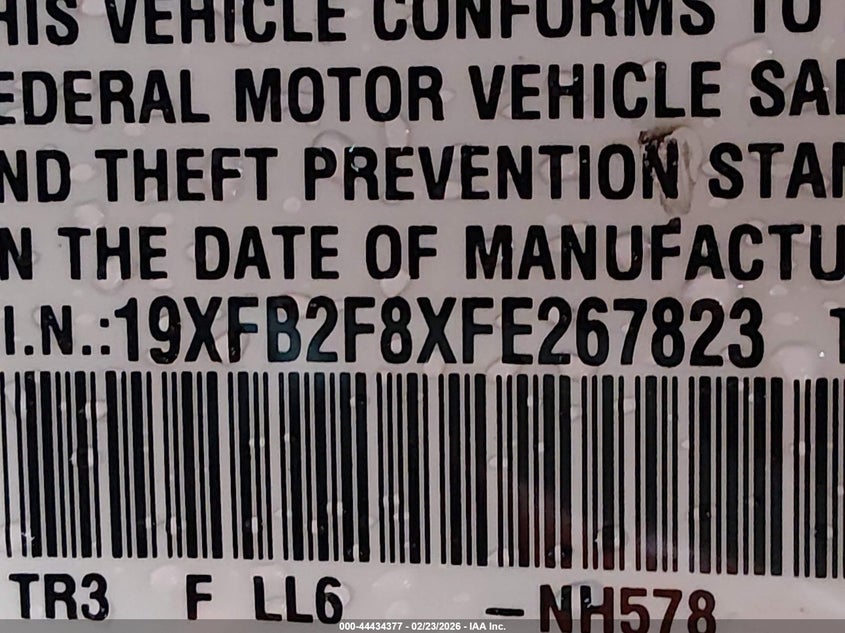 HIS VEHICLE CONFORMS TO
EDERAL MOTOR VEHICLE SA
ND THEFT PREVENTION STAN
N THE DATE OF MANUFACTU
I.N.:19XFB2F8XFE267823 T
TR3 F LL6 –NH578
000-44434377 - 02/23/2026 - IAA Inc.